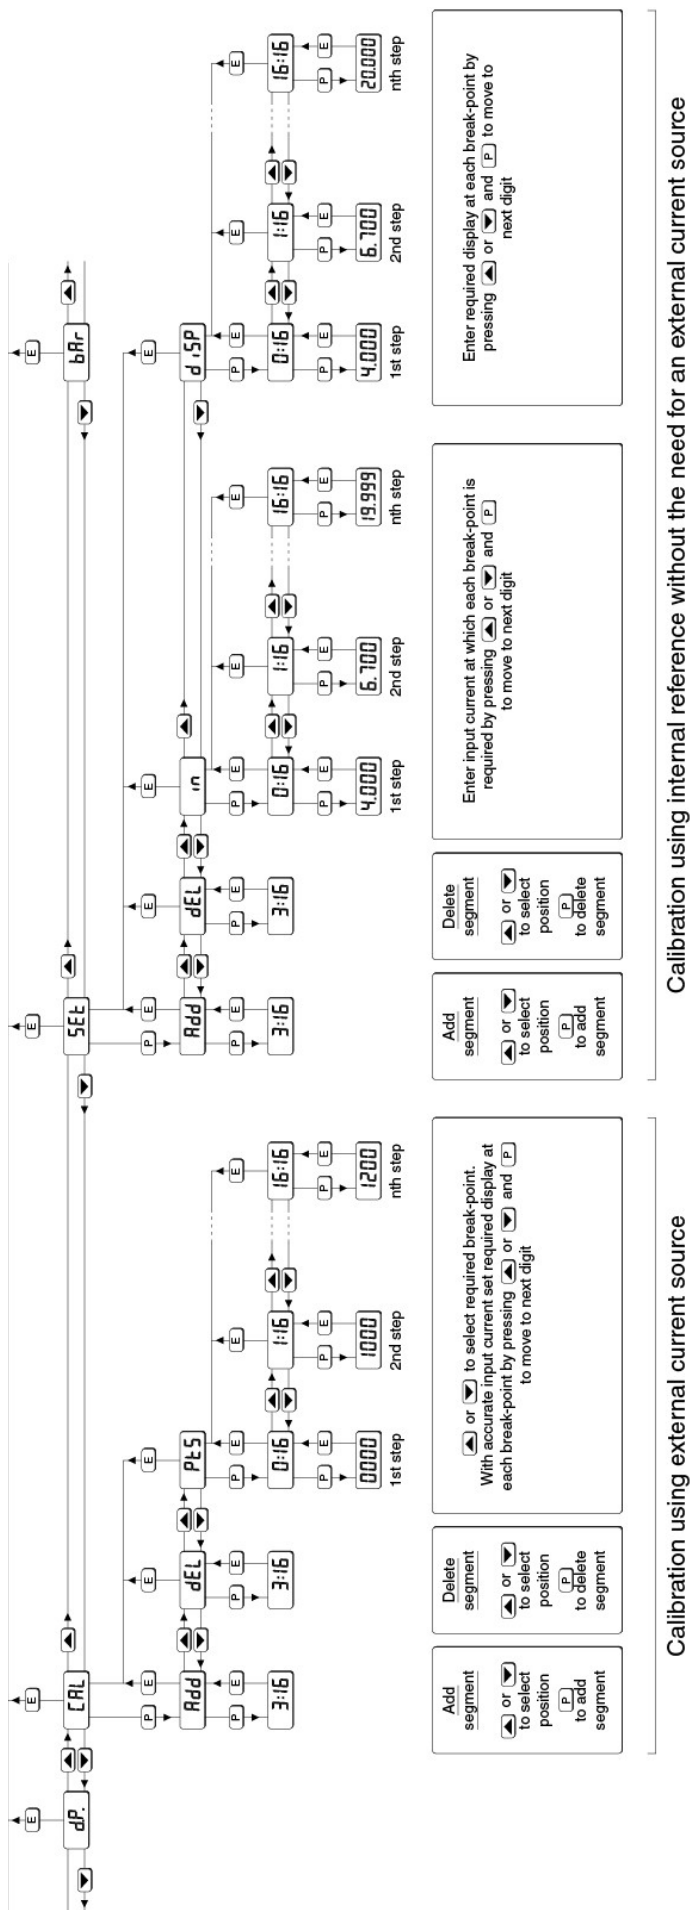 E E E E
dP. CAL SEt bAr
P E E E P E E E E
Add dEL PtS Add dEL in diSP
P E P E P E E E P E P E P E E E P E E E
3:16 3:16 0:16 1:16 16:16 3:16 3:16 0:16 1:16 16:16 0:16 1:16 16:16
P E P E P E P E P E P E P E P E P E
0000 1000 1200 4.000 6.700 19.999 4.000 6.700 20.000
1st step 2nd step nth step 1st step 2nd step nth step 1st step 2nd step nth step
Add
segment
▲ or ▼
to select
position
P
to add
segment
Delete
segment
▲ or ▼
to select
position
P
to delete
segment
▲ or ▼ to select required break-point.
With accurate input current set required display at
each break-point by pressing ▲ or ▼ and P
to move to next digit
Add
segment
▲ or ▼
to select
position
P
to add
segment
Delete
segment
▲ or ▼
to select
position
P
to delete
segment
Enter input current at which each break-point is
required by pressing ▲ or ▼ and P
to move to next digit
Enter required display at each break-point by
pressing ▲ or ▼ and P to move to
next digit
Calibration using external current source
Calibration using internal reference without the need for an external current source